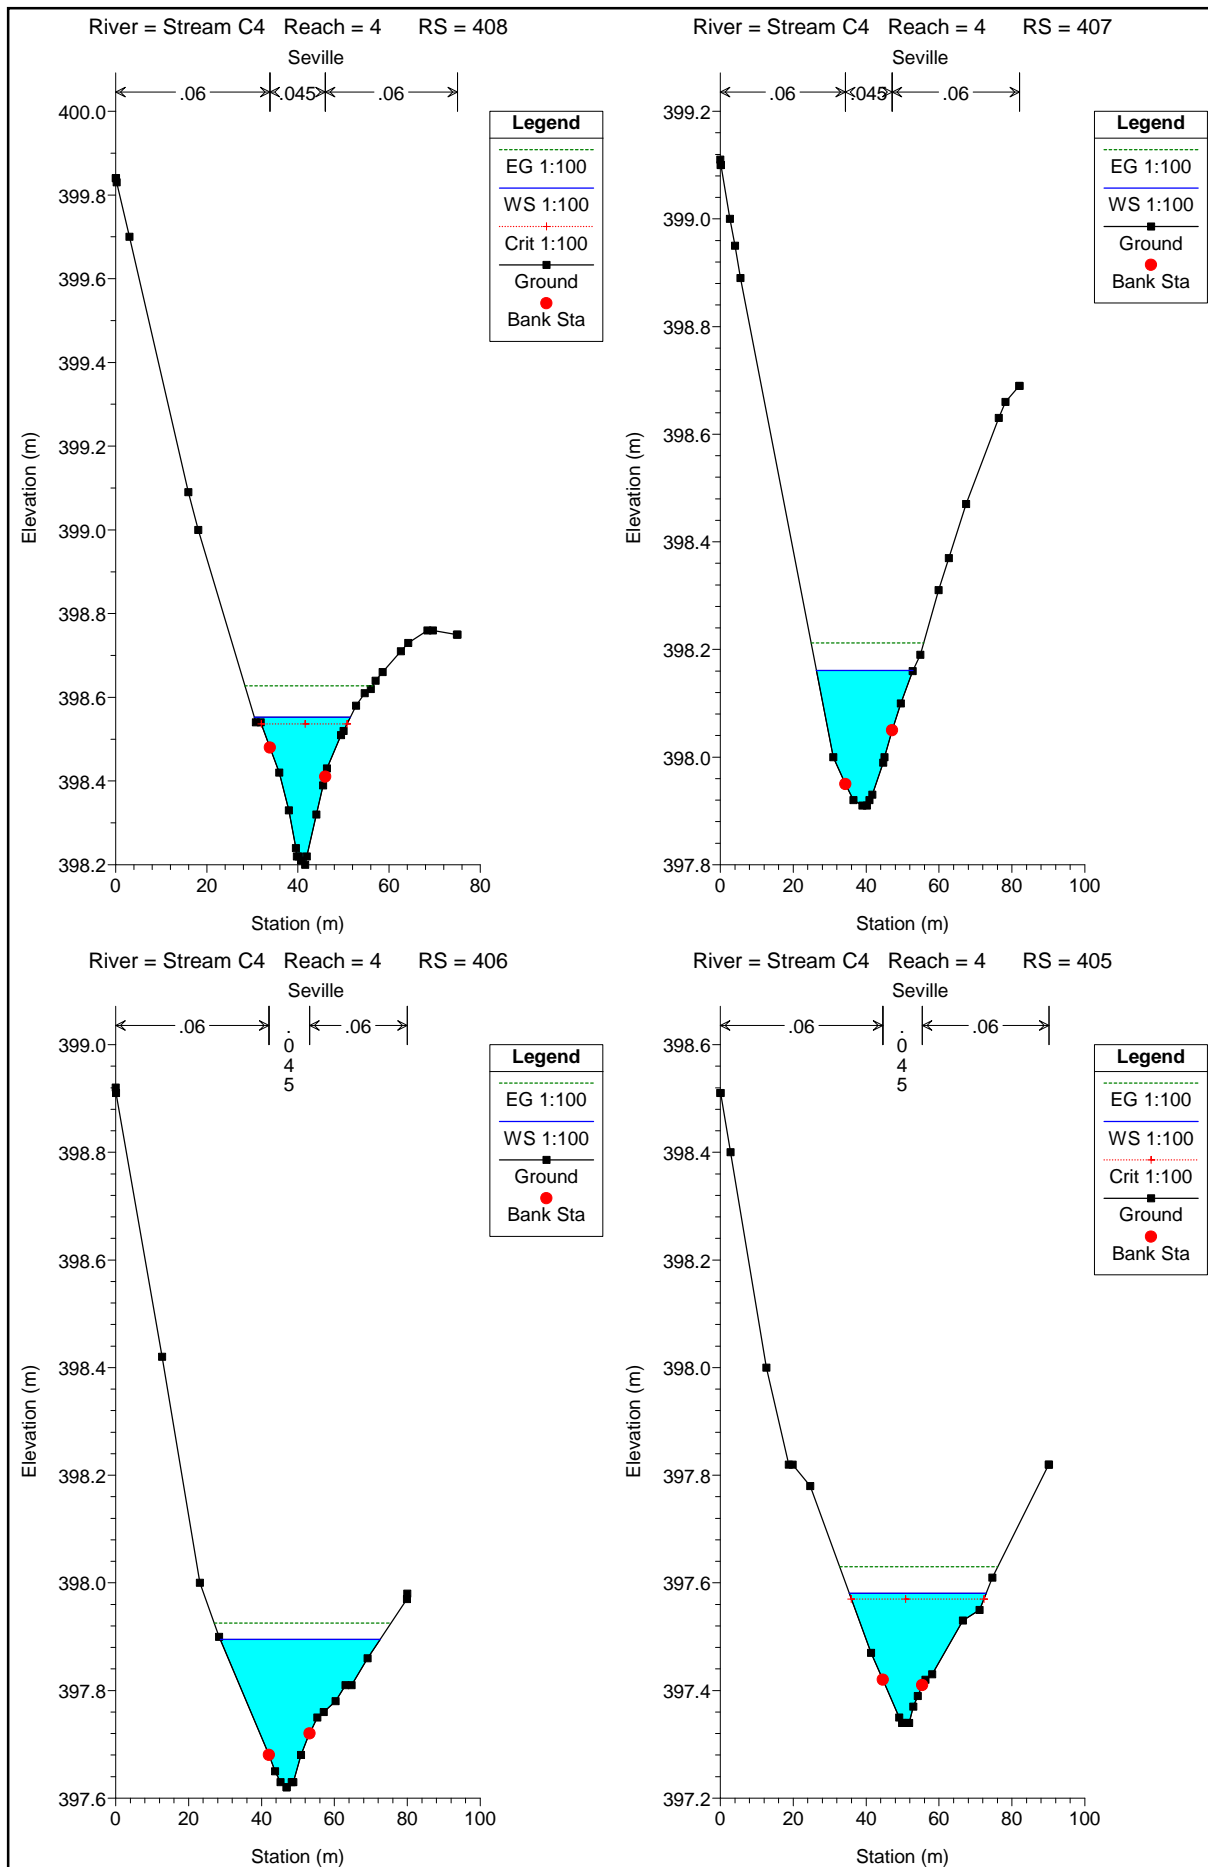 River = Stream C4 Reach = 4 RS = 408
Seville
.06 .045 .06
Legend
EG 1:100
WS 1:100
Crit 1:100
Ground
Bank Sta
400.0
399.8
399.6
399.4
399.2
399.0
398.8
398.6
398.4
398.2
Elevation (m)
0 20 40 60 80
Station (m)
River = Stream C4 Reach = 4 RS = 407
Seville
.06 .045 .06
Legend
EG 1:100
WS 1:100
Ground
Bank Sta
399.2
399.0
398.8
398.6
398.4
398.2
398.0
397.8
Elevation (m)
0 20 40 60 80 100
Station (m)
River = Stream C4 Reach = 4 RS = 406
Seville
.06 .045 .06
Legend
EG 1:100
WS 1:100
Ground
Bank Sta
399.0
398.8
398.6
398.4
398.2
398.0
397.8
397.6
Elevation (m)
0 20 40 60 80 100
Station (m)
River = Stream C4 Reach = 4 RS = 405
Seville
.06 .045 .06
Legend
EG 1:100
WS 1:100
Crit 1:100
Ground
Bank Sta
398.6
398.4
398.2
398.0
397.8
397.6
397.4
397.2
Elevation (m)
0 20 40 60 80 100
Station (m)